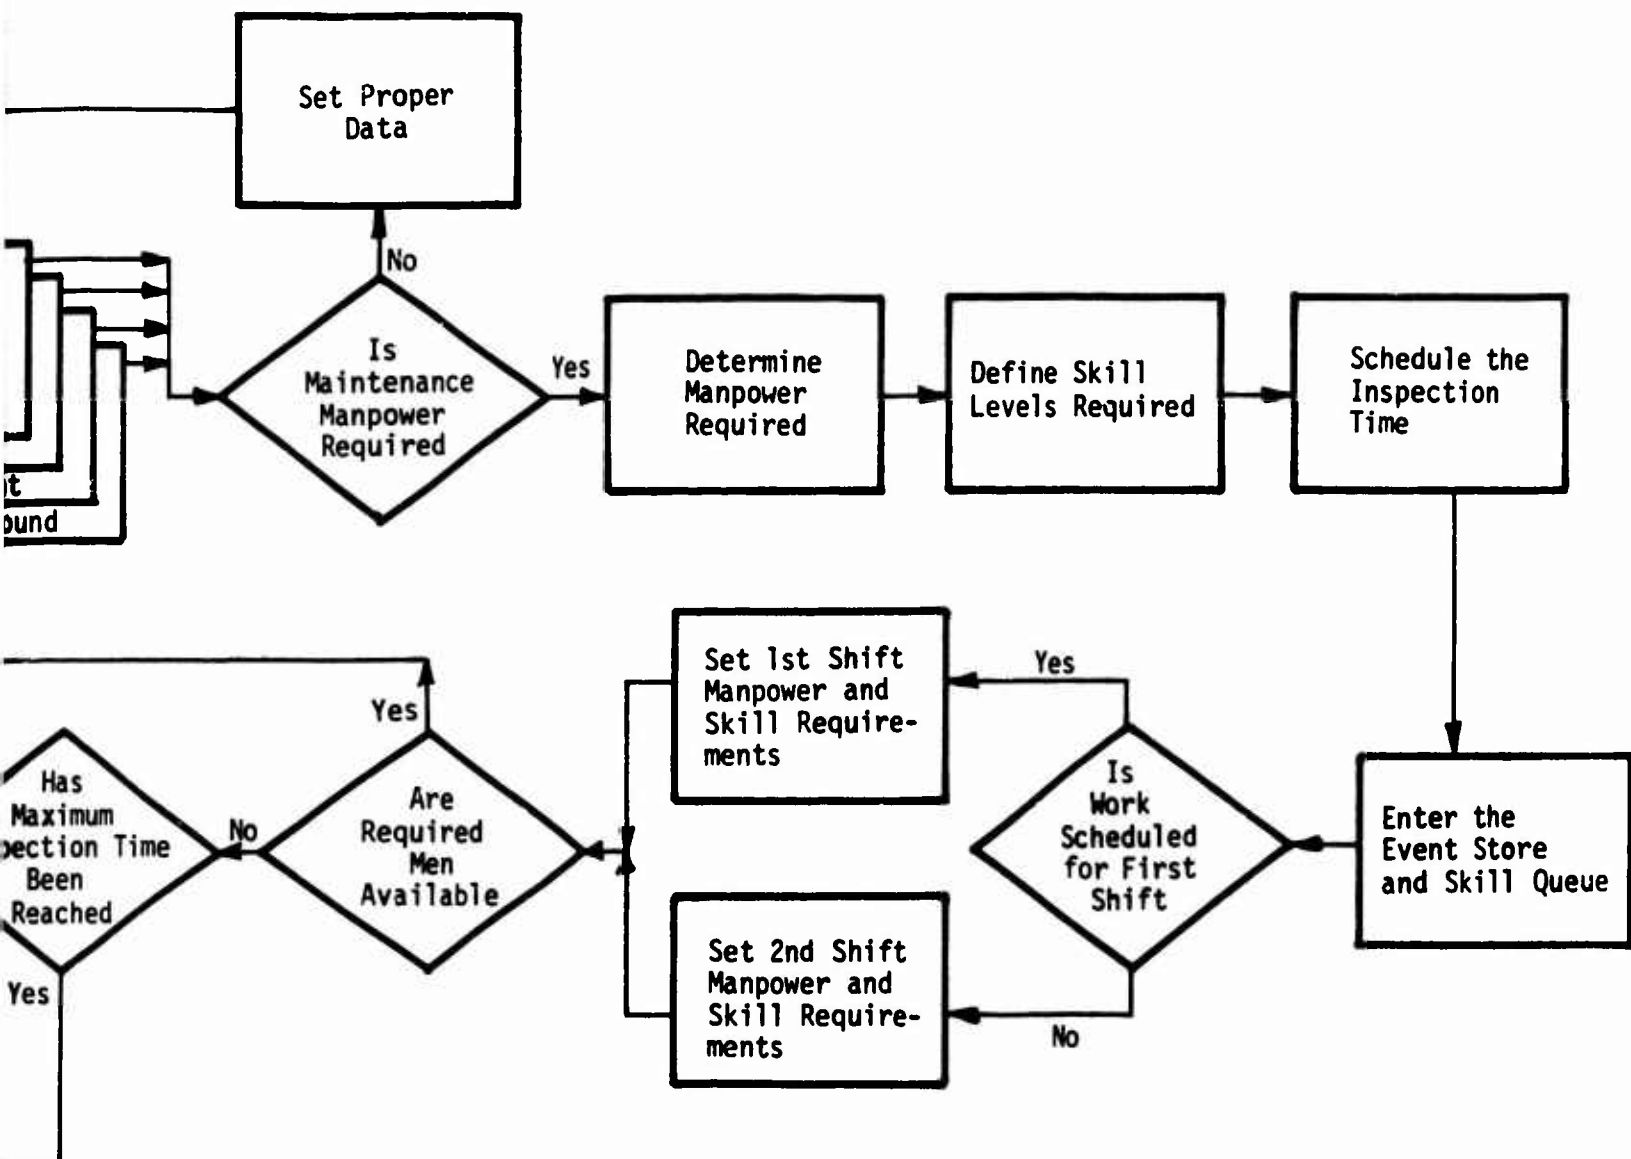 Set Proper
Data
No
Is
Maintenance
Manpower
Required
Yes
Determine
Manpower
Required
Define Skill
Levels Required
Schedule the
Inspection
Time
Set 1st Shift
Manpower and
Skill Require-
ments
Yes
Is
Work
Scheduled
for First
Shift
No
Enter the
Event Store
and Skill Queue
Set 2nd Shift
Manpower and
Skill Require-
ments
Yes
Are
Required
Men
Available
No
Has
Maximum
Time
Been
Reached
Yes